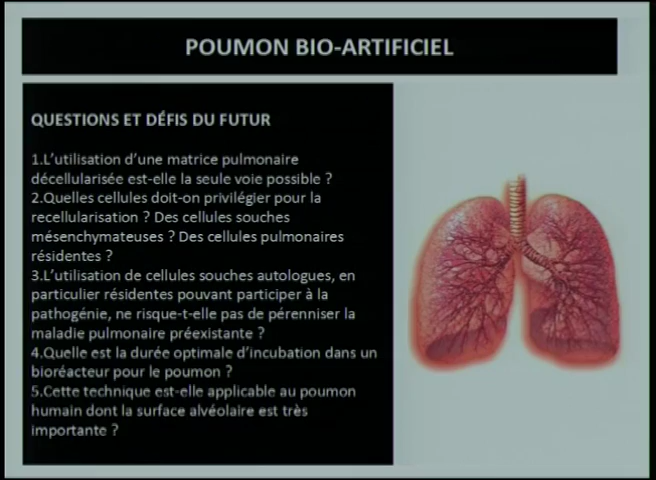 POUMON BIO-ARTIFICIEL
QUESTIONS ET DÉFIS DU FUTUR
1.L'utilisation d'une matrice pulmonaire
décellularisée est-elle la seule voie possible ?
2.Quelles cellules doit-on privilégier pour la
recellularisation ? Des cellules souches
mésenchymateuses ? Des cellules pulmonaires
résidentes ?
3.L'utilisation de cellules souches autologues, en
particulier résidentes pouvant participer à la
pathogénie, ne risque-t-elle pas de pérenniser la
maladie pulmonaire préexistante ?
4.Quelle est la durée optimale d'incubation dans un
bioréacteur pour le poumon ?
5.Cette technique est-elle applicable au poumon
humain dont la surface alvéolaire est très
importante ?